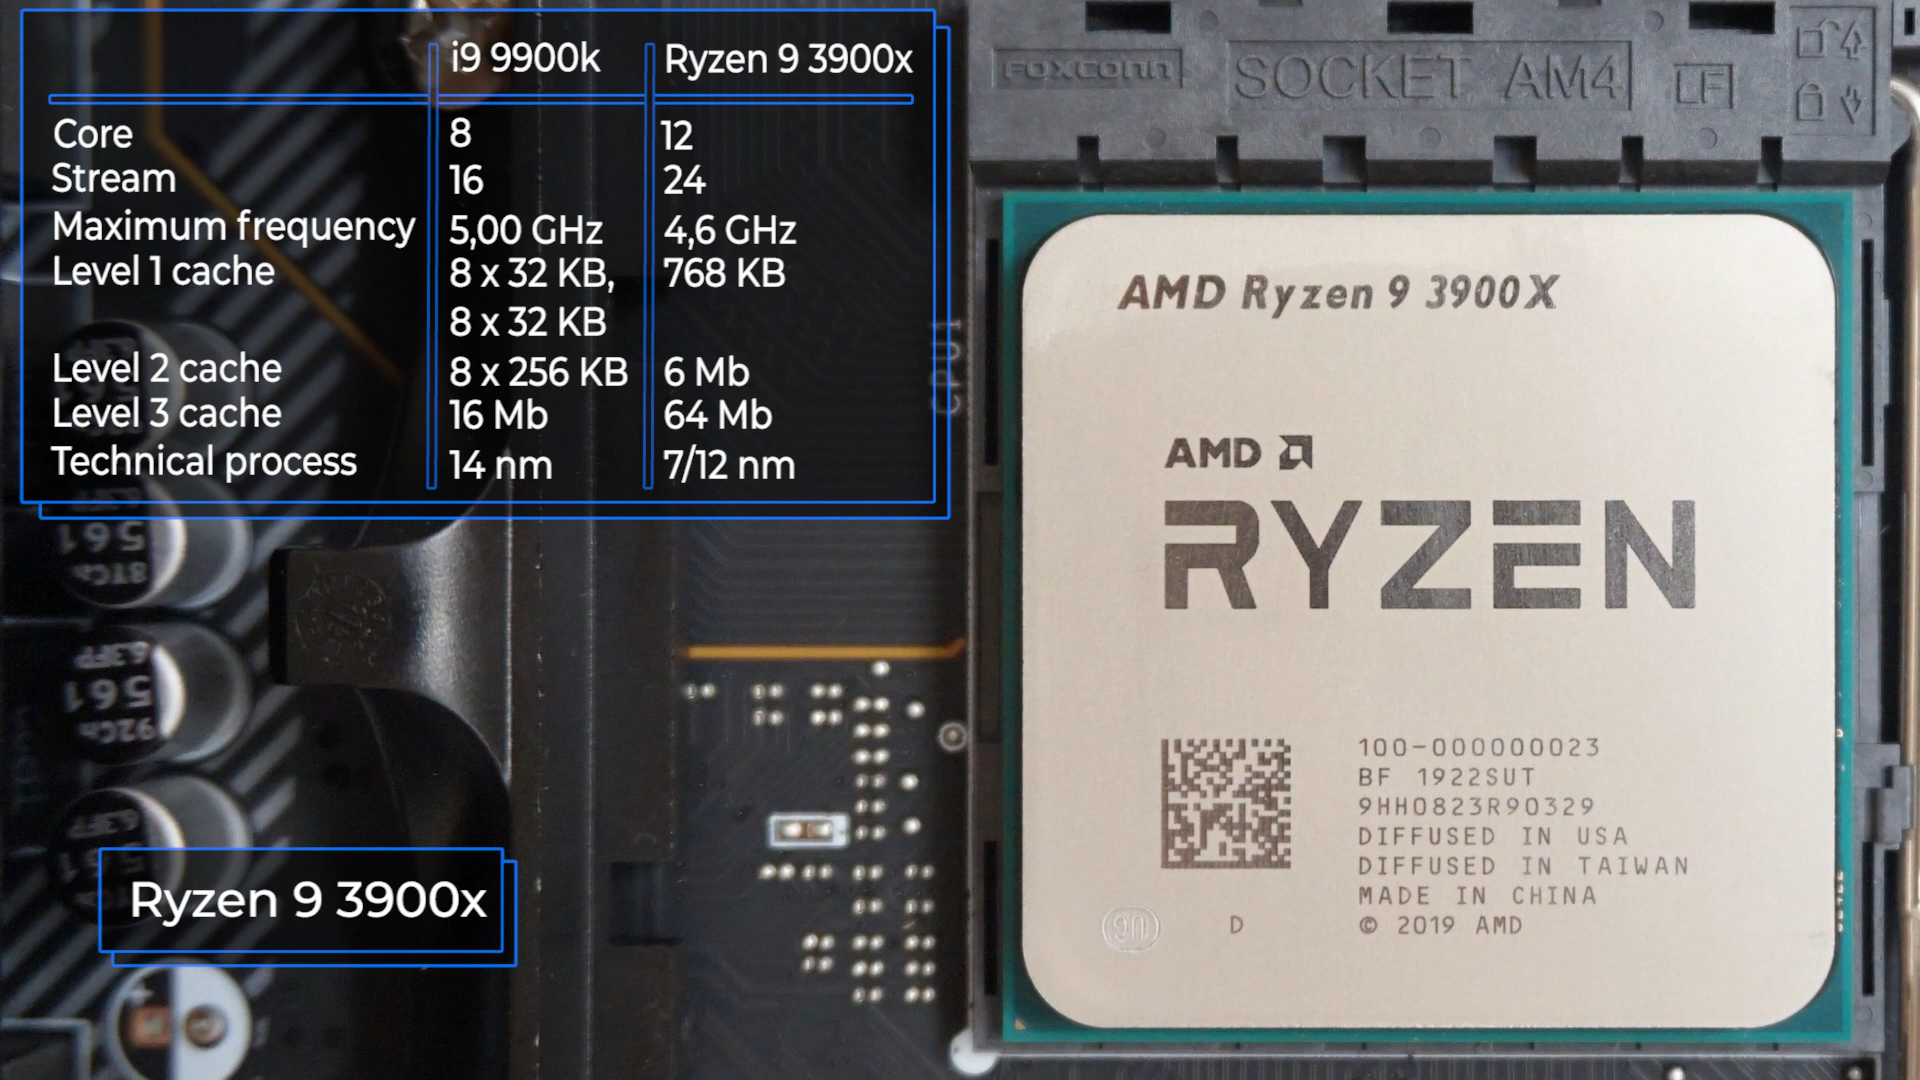 i9 9900k Ryzen 9 3900x
Core 8 12
Stream 16 24
Maximum frequency 5,00 GHz 4,6 GHz
Level 1 cache 8 x 32 KB, 768 KB
8 x 32 KB
Level 2 cache 8 x 256 KB 6 Mb
Level 3 cache 16 Mb 64 Mb
Technical process 14 nm 7/12 nm
Ryzen 9 3900x
FOXCONN SOCKET AM4 LF
CPU1
AMD Ryzen 9 3900X
AMD
RYZEN
100-000000023
BF 1922SUT
9HH0823R90329
DIFFUSED IN USA
DIFFUSED IN TAIWAN
MADE IN CHINA
D © 2019 AMD
561
561